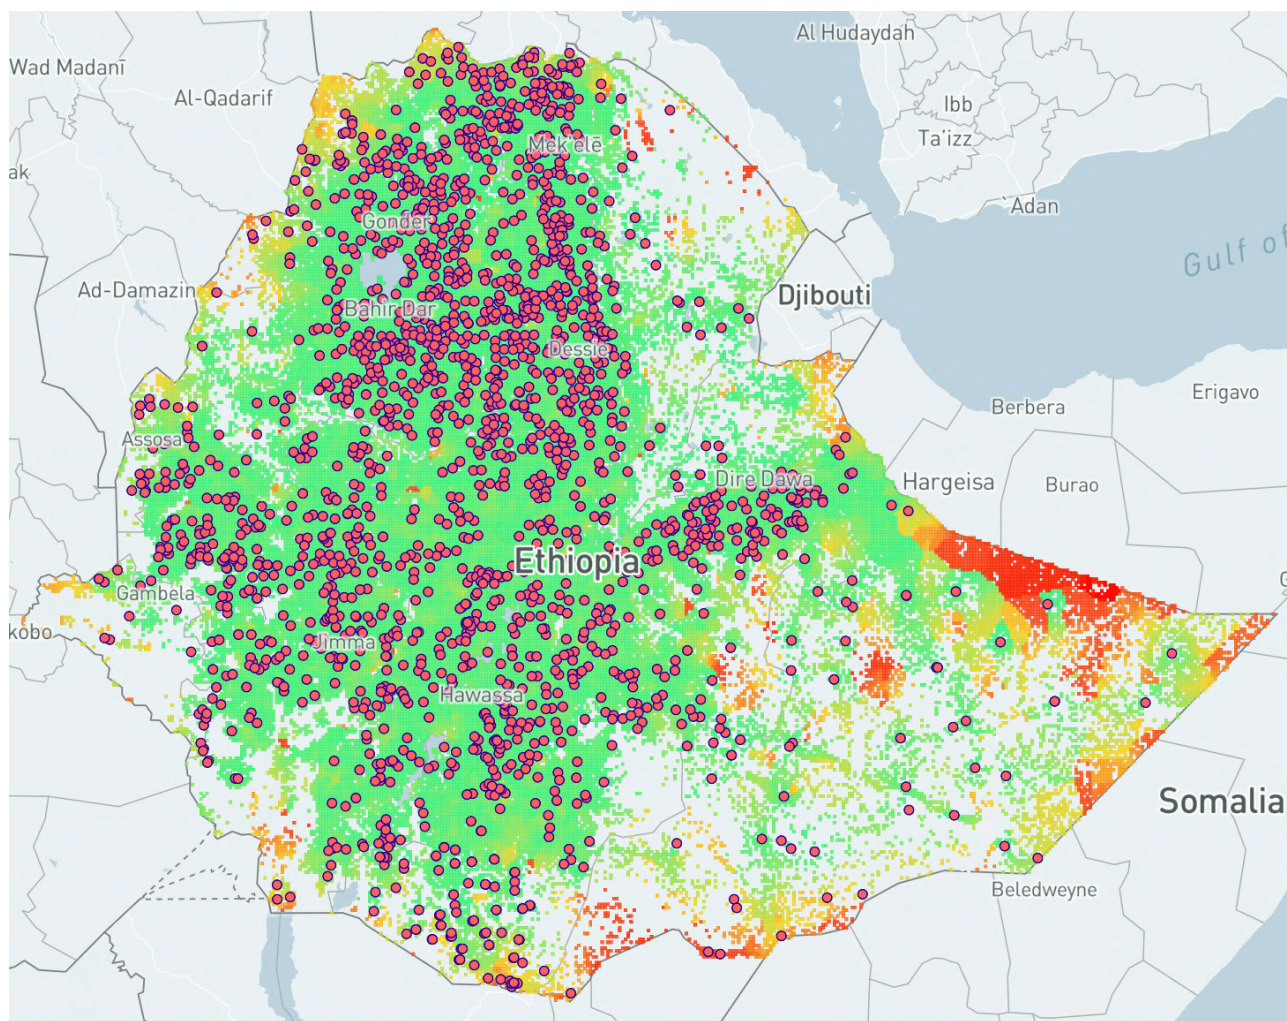 Al Hudaydah
Wad Madanī
Al-Qadarif
Ibb
Ta'izz
Mek'elē
ak
`Adan
Gonder
Gulf of
Ad-Damazin
Djibouti
Bahir Dar
Dessie
Erigavo
Berbera
Assosa
Dire Dawa
Hargeisa
Burao
Ethiopia
Gambela
kobo
Jimma
Hawassa
Somalia
Beledweyne